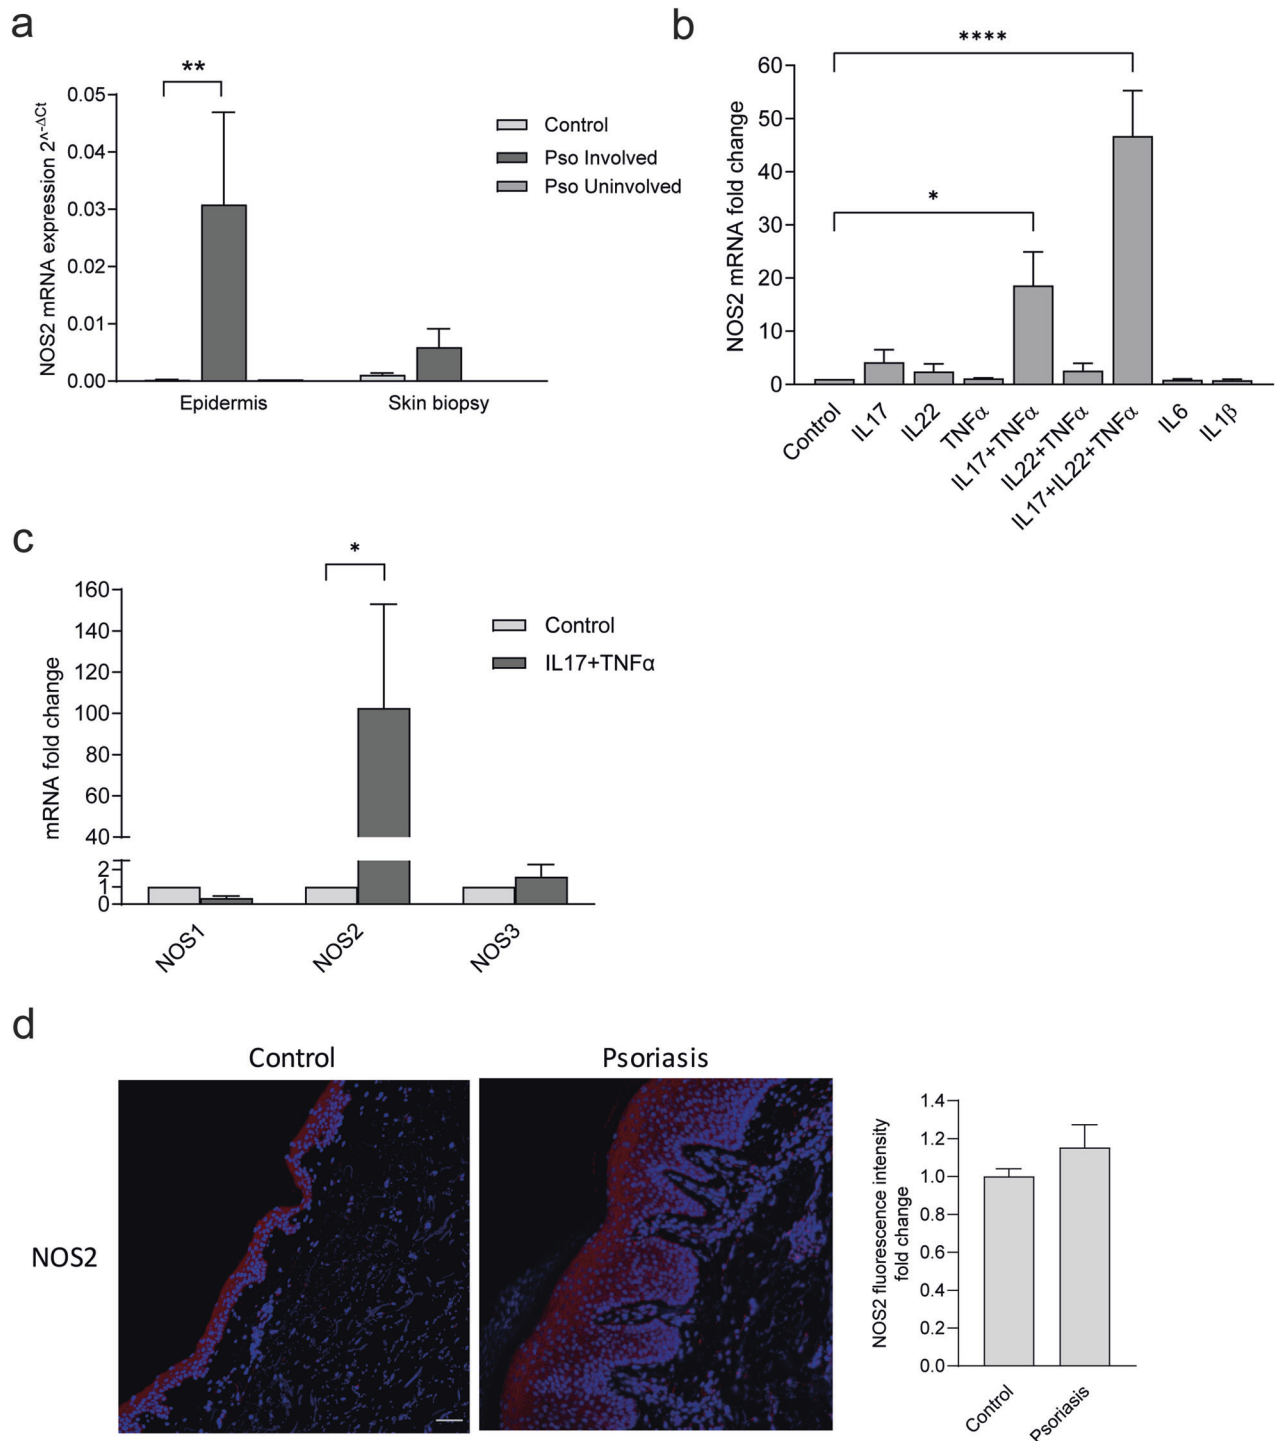 a
**
NOS2 mRNA expression 2^-ΔCt
0.05
0.04
0.03
0.02
0.01
0.00
Epidermis
Skin biopsy
Control
Pso Involved
Pso Uninvolved
b
****
*
NOS2 mRNA fold change
60
50
40
30
20
10
0
Control
IL17
IL22
TNFα
IL17+TNFα
IL22+TNFα
IL17+IL22+TNFα
IL6
IL1β
c
*
mRNA fold change
160
140
120
100
80
60
40
2
1
0
NOS1
NOS2
NOS3
Control
IL17+TNFα
d
Control
Psoriasis
NOS2
NOS2 fluorescence intensity
fold change
1.4
1.2
1.0
0.8
0.6
0.4
0.2
0.0
Control
Psoriasis